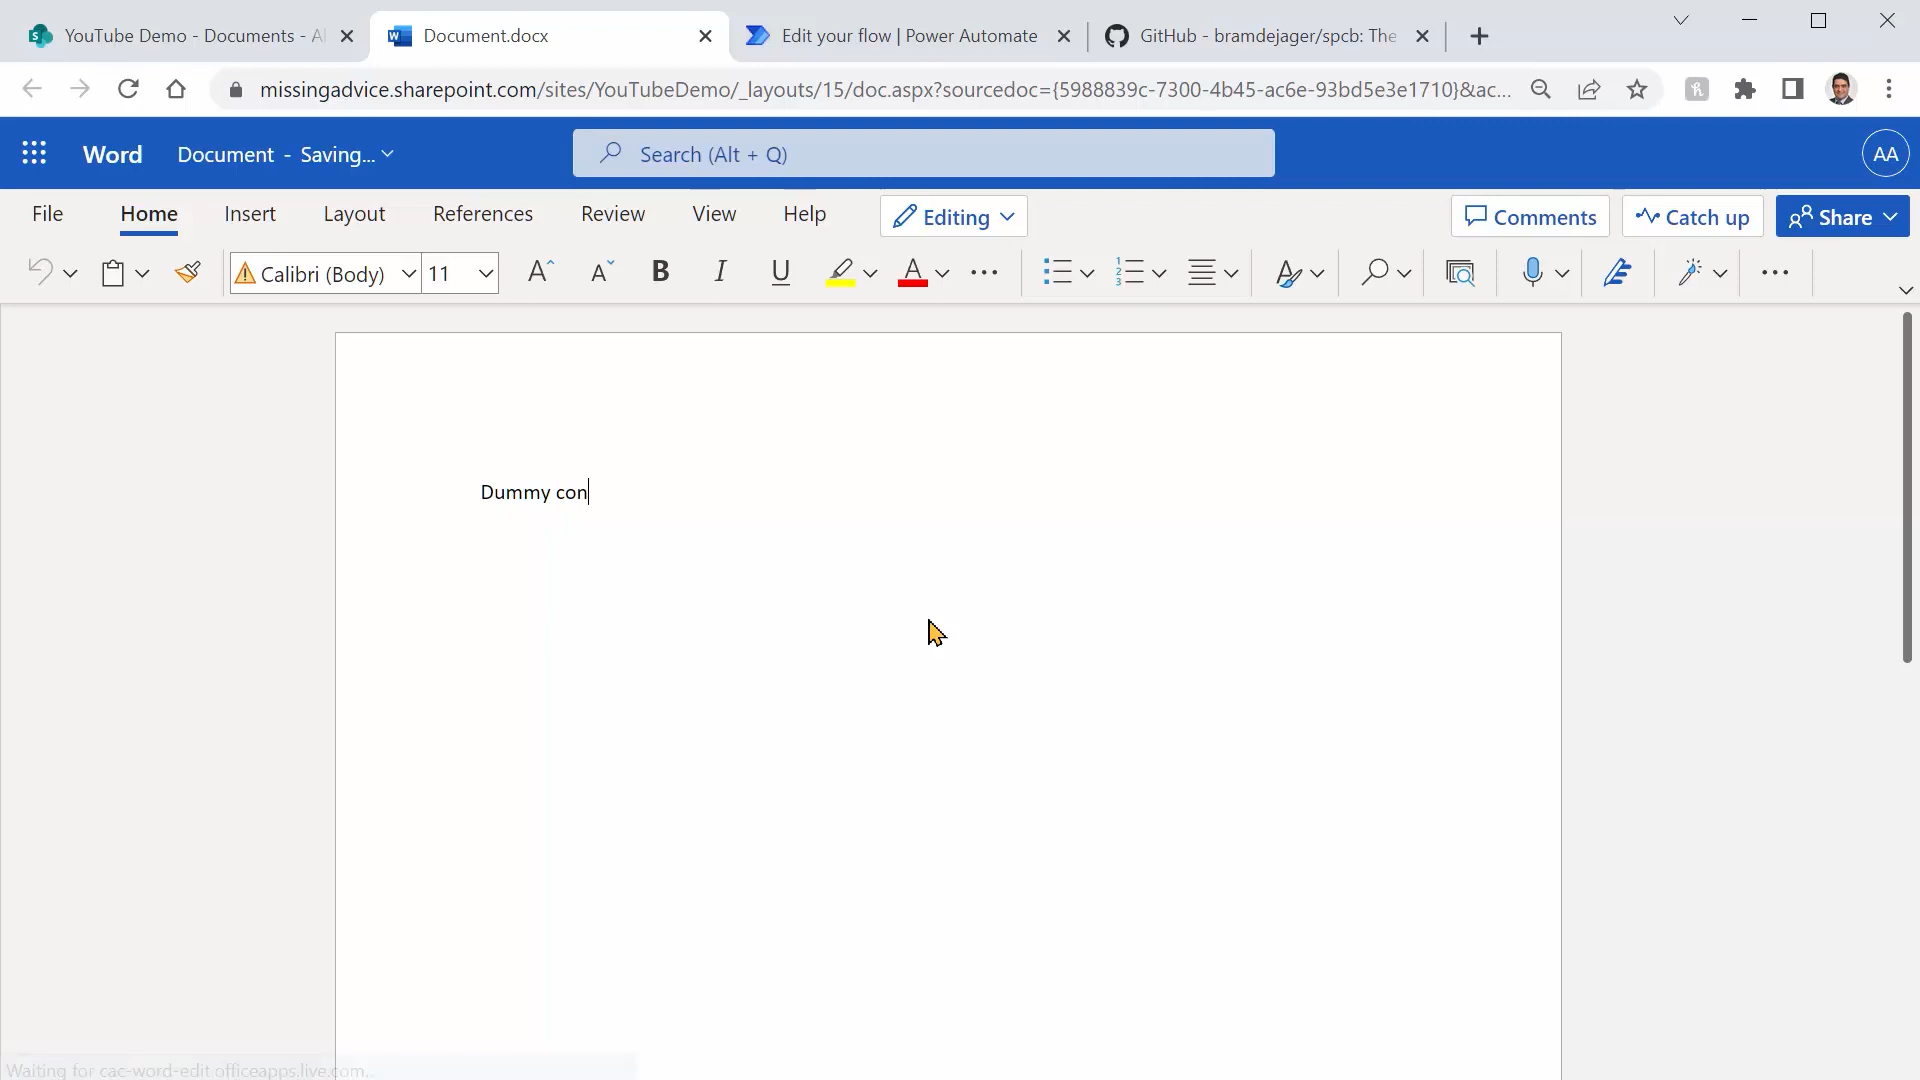 YouTube Demo - Documents - Al
Document.docx
Edit your flow | Power Automate
GitHub - bramdejager/spcb: The
missingadvice.sharepoint.com/sites/YouTubeDemo/_layouts/15/doc.aspx?sourcedoc={5988839c-7300-4b45-ac6e-93bd5e3e1710}&ac...
Word Document - Saving... Search (Alt + Q) AA
File Home Insert Layout References Review View Help Editing Comments Catch up Share
Calibri (Body) 11 A A B I U A
Dummy con
Waiting for cac-word-edit.officeapps.live.com...